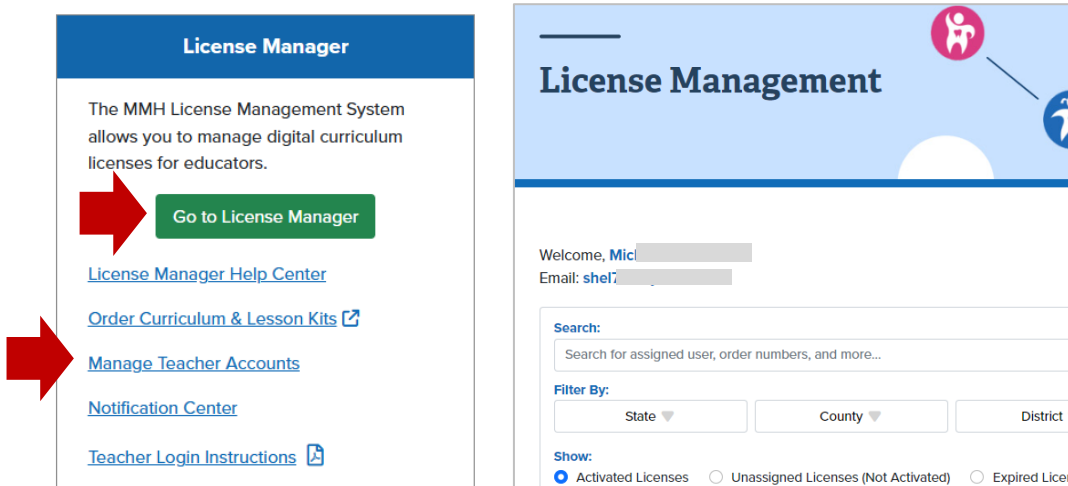 License Manager
The MMH License Management System
allows you to manage digital curriculum
licenses for educators.
Go to License Manager
License Manager Help Center
Order Curriculum & Lesson Kits
Manage Teacher Accounts
Notification Center
Teacher Login Instructions
License Management
Welcome,
Email:
Search:
Search for assigned user, order numbers, and more...
Filter By:
State County District
Show:
Activated Licenses Unassigned Licenses (Not Activated) Expired